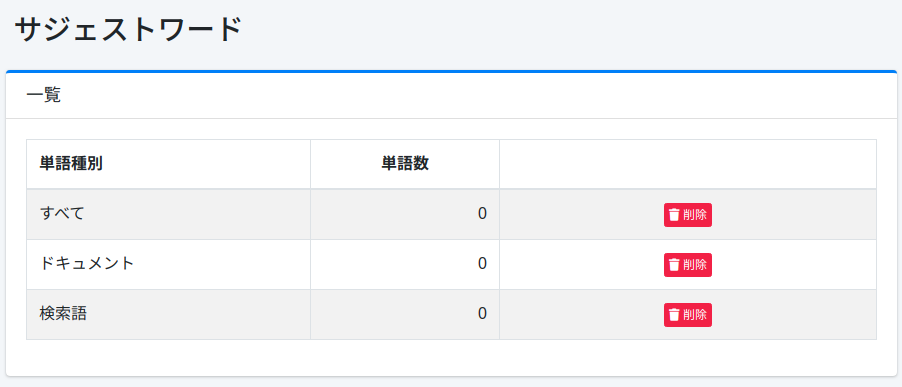 サジェストワード
一覧
単語種別 単語数
すべて 0 削除
ドキュメント 0 削除
検索語 0 削除